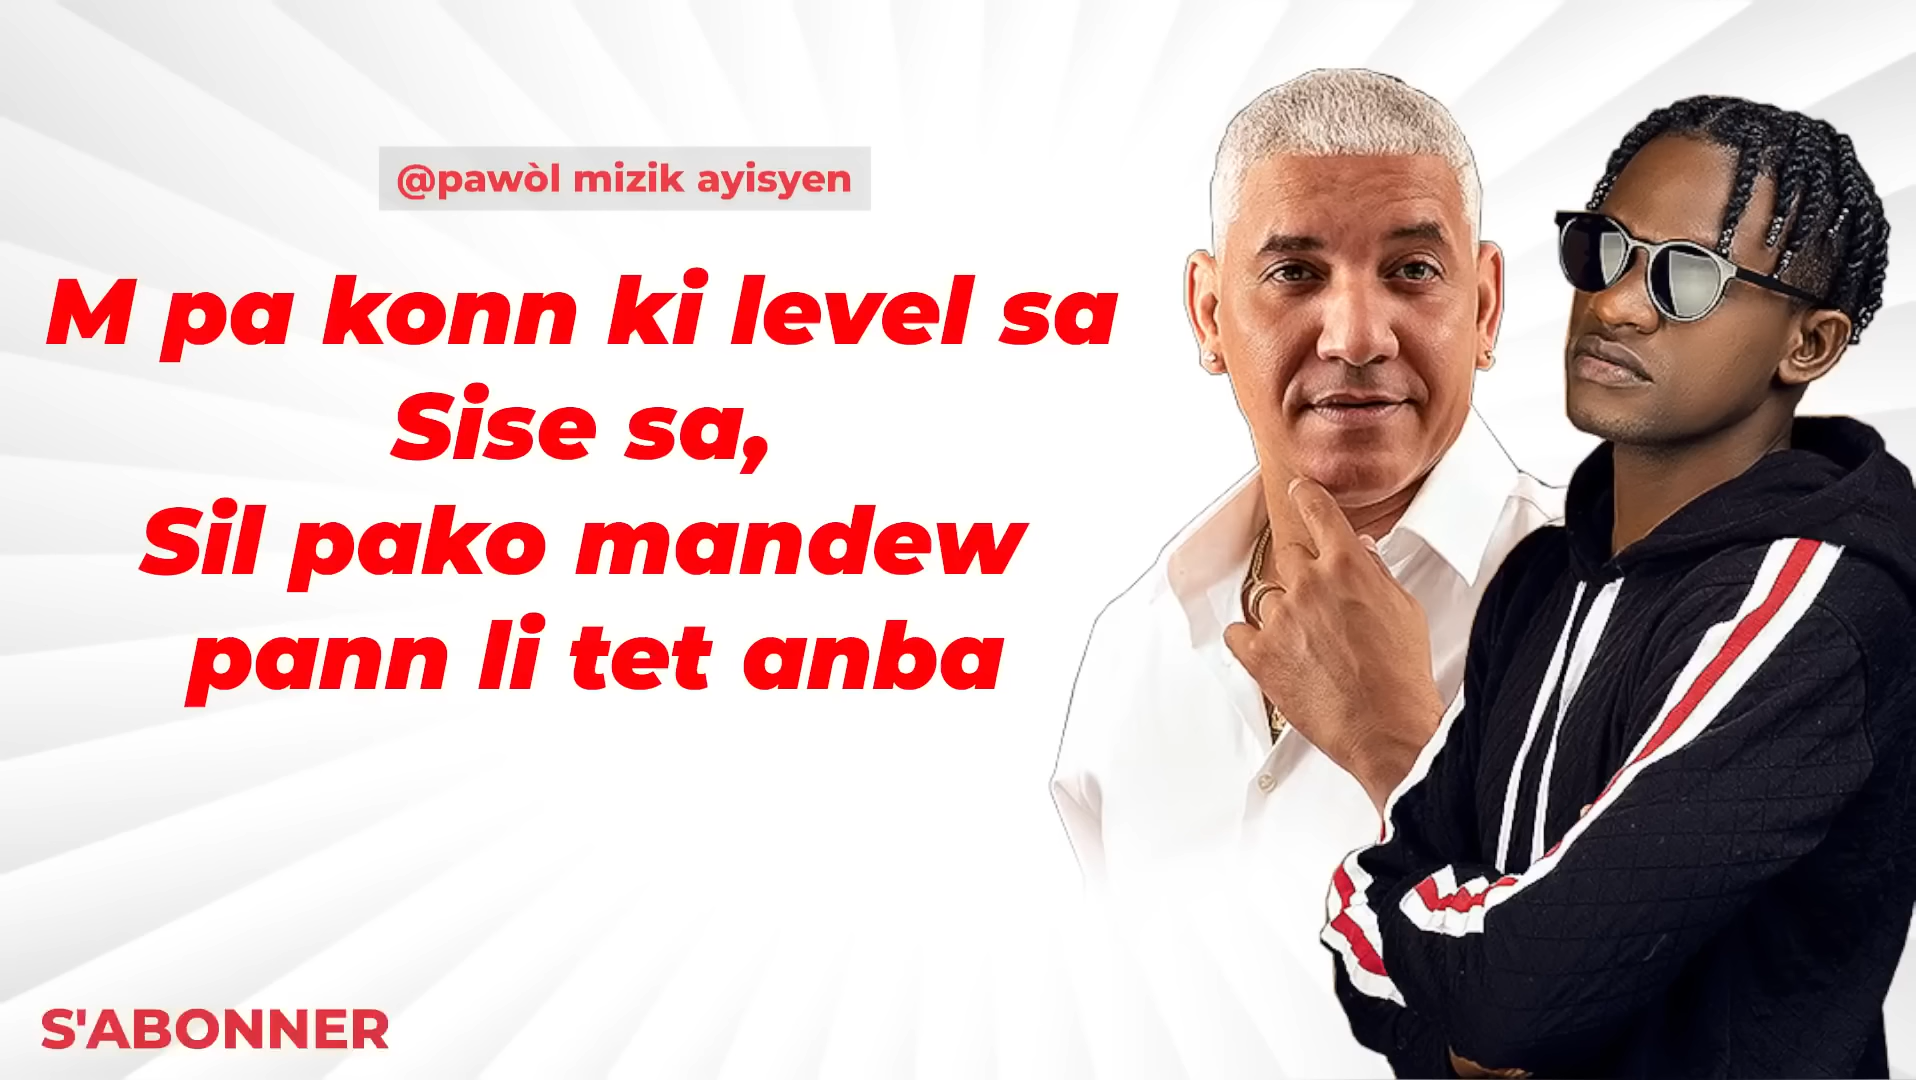 @pawòl mizik ayisyen
M pa konn ki level sa
Sise sa,
Sil pako mandew
pann li tet anba
S'ABONNER